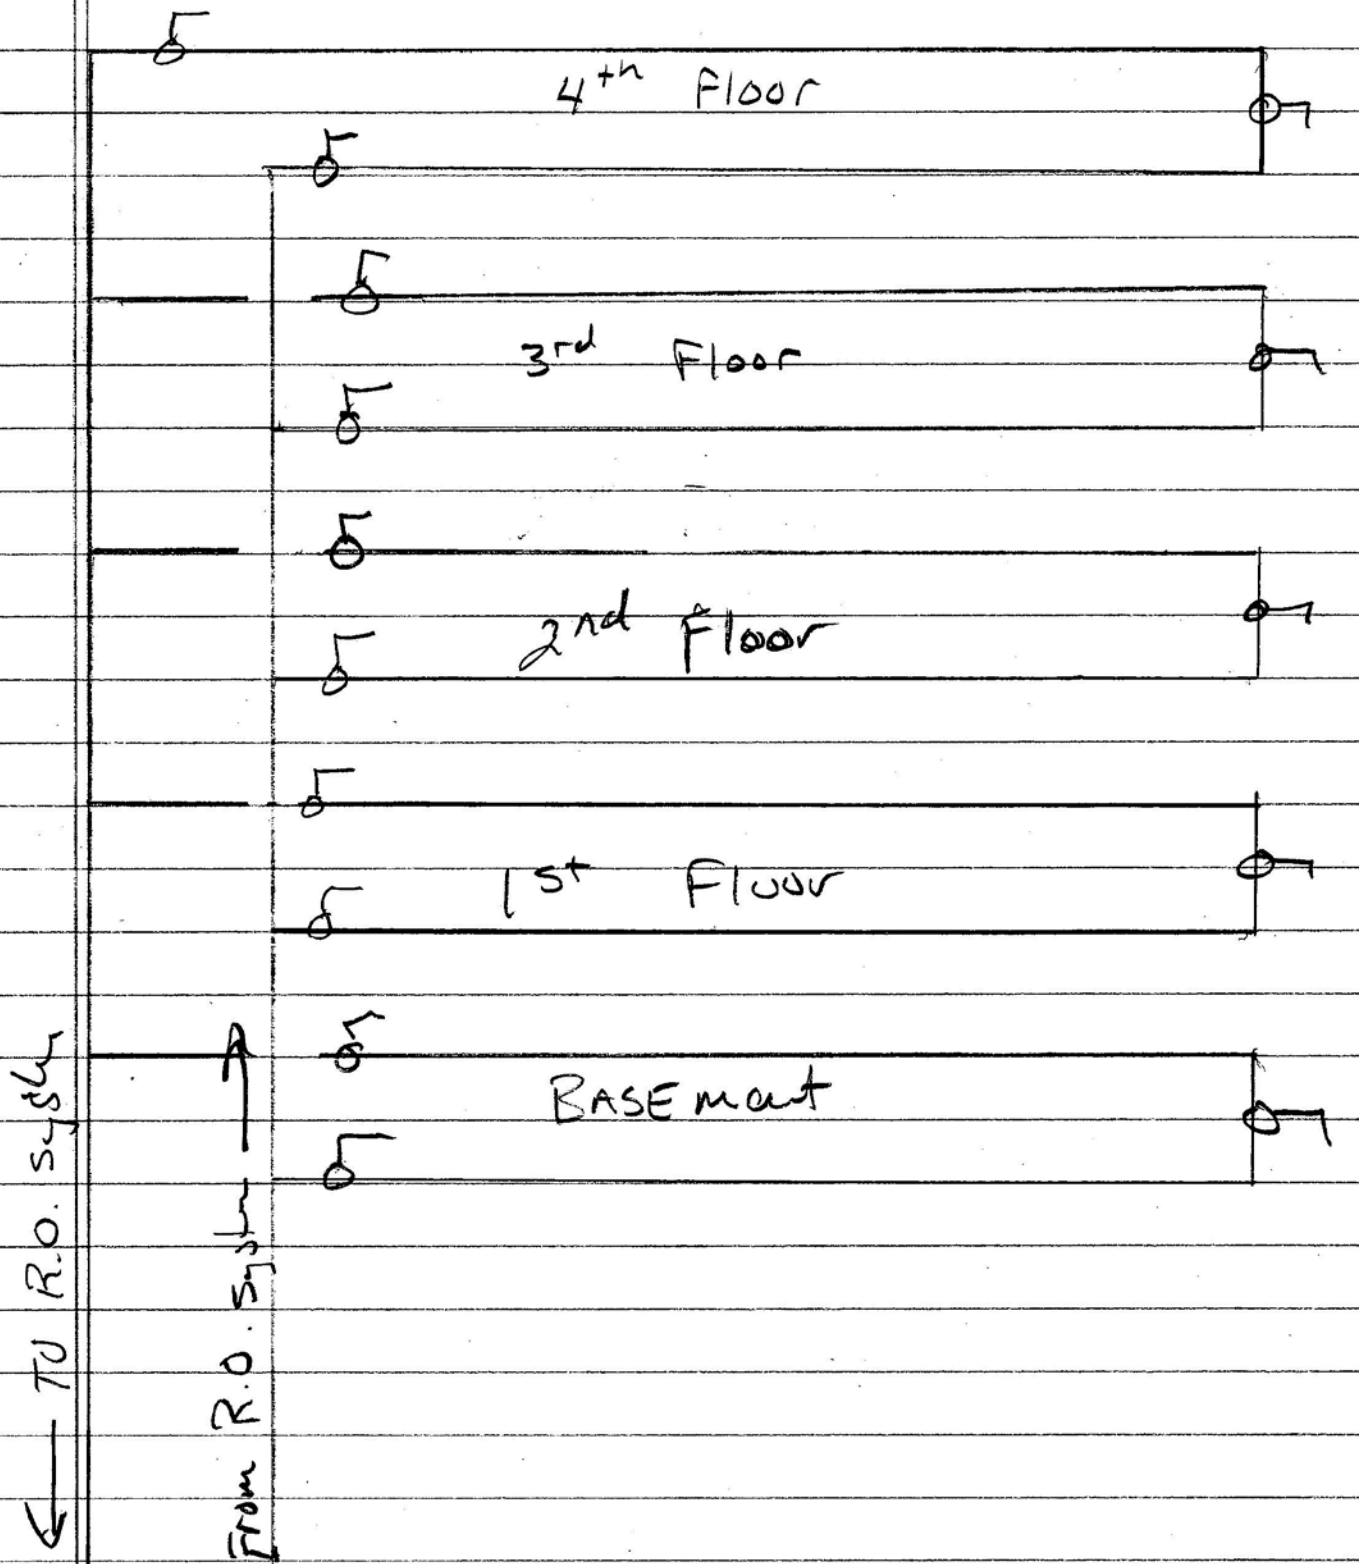 4th Floor
3rd Floor
2nd Floor
1st Floor
BASEment
← TO R.O. system
From R.O. system →